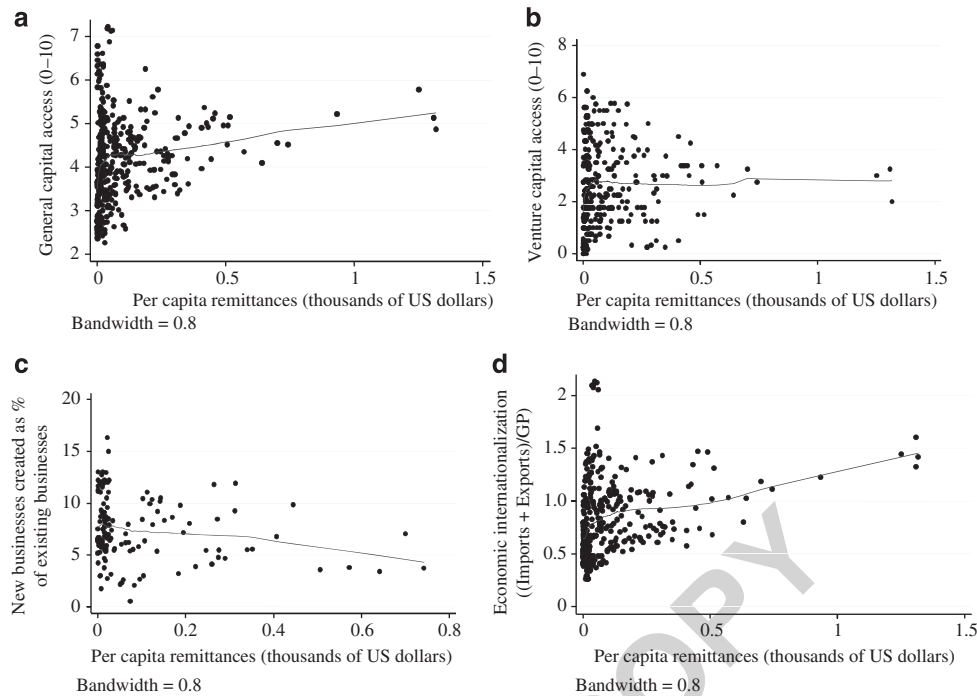 a
General capital access (0–10)
7
6
5
4
3
2
0
0.5
1
1.5
Per capita remittances (thousands of US dollars)
Bandwidth = 0.8
b
Venture capital access (0–10)
8
6
4
2
0
0
0.5
1
1.5
Per capita remittances (thousands of US dollars)
Bandwidth = 0.8
c
New businesses created as %
of existing businesses
20
15
10
5
0
0
0.2
0.4
0.6
0.8
Per capita remittances (thousands of US dollars)
Bandwidth = 0.8
d
Economic internationalization
((Imports + Exports)/GP)
2
1.5
1.0
0.5
0
0
0.5
1
1.5
Per capita remittances (thousands of US dollars)
Bandwidth = 0.8
OPY